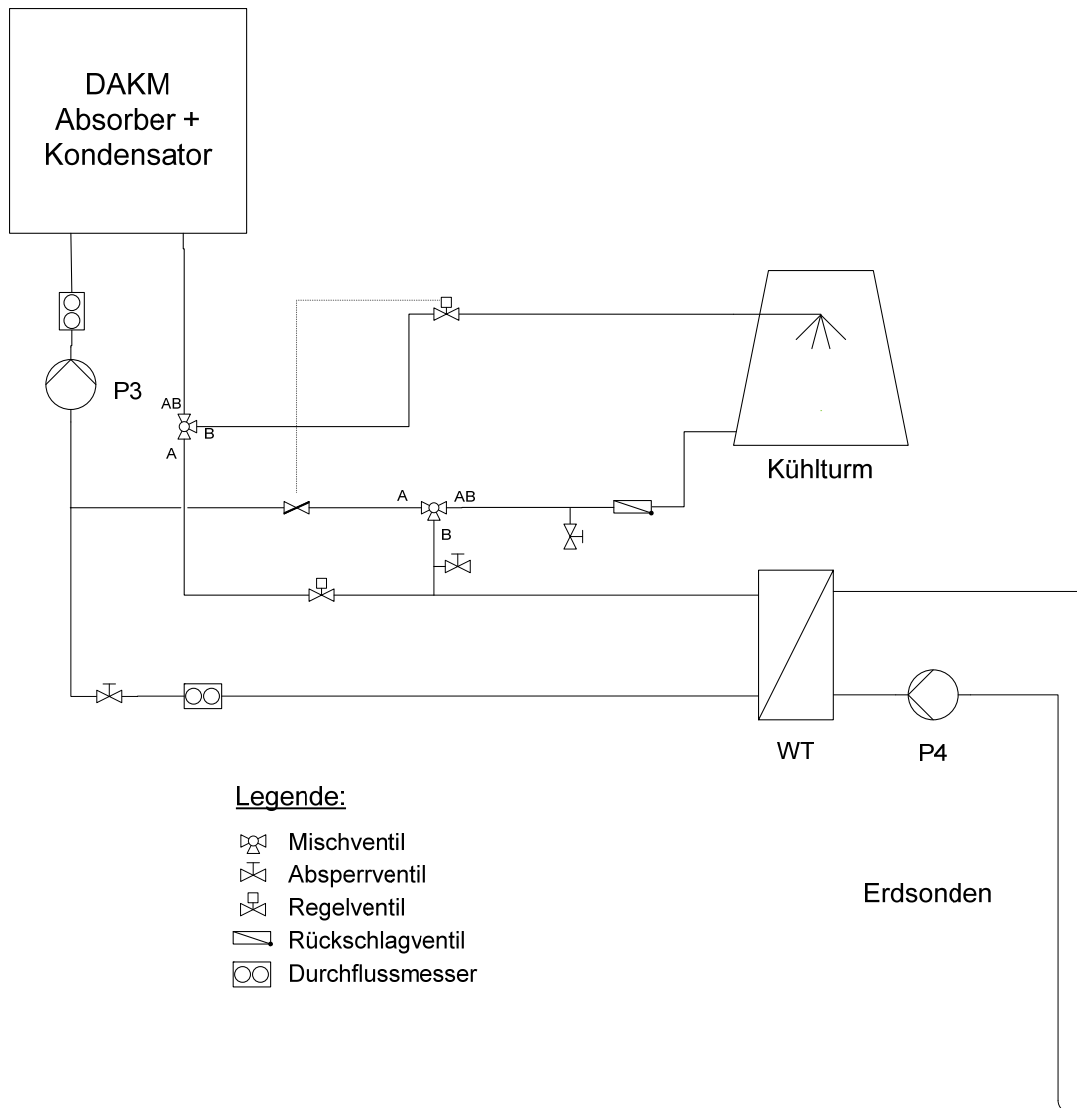 DAKM
Absorber +
Kondensator
P3
AB
B
A
Kühlturm
A
AB
B
WT
P4
Legende:
Mischventil
Absperrventil
Regelventil
Rückschlagventil
Durchflussmesser
Erdsonden